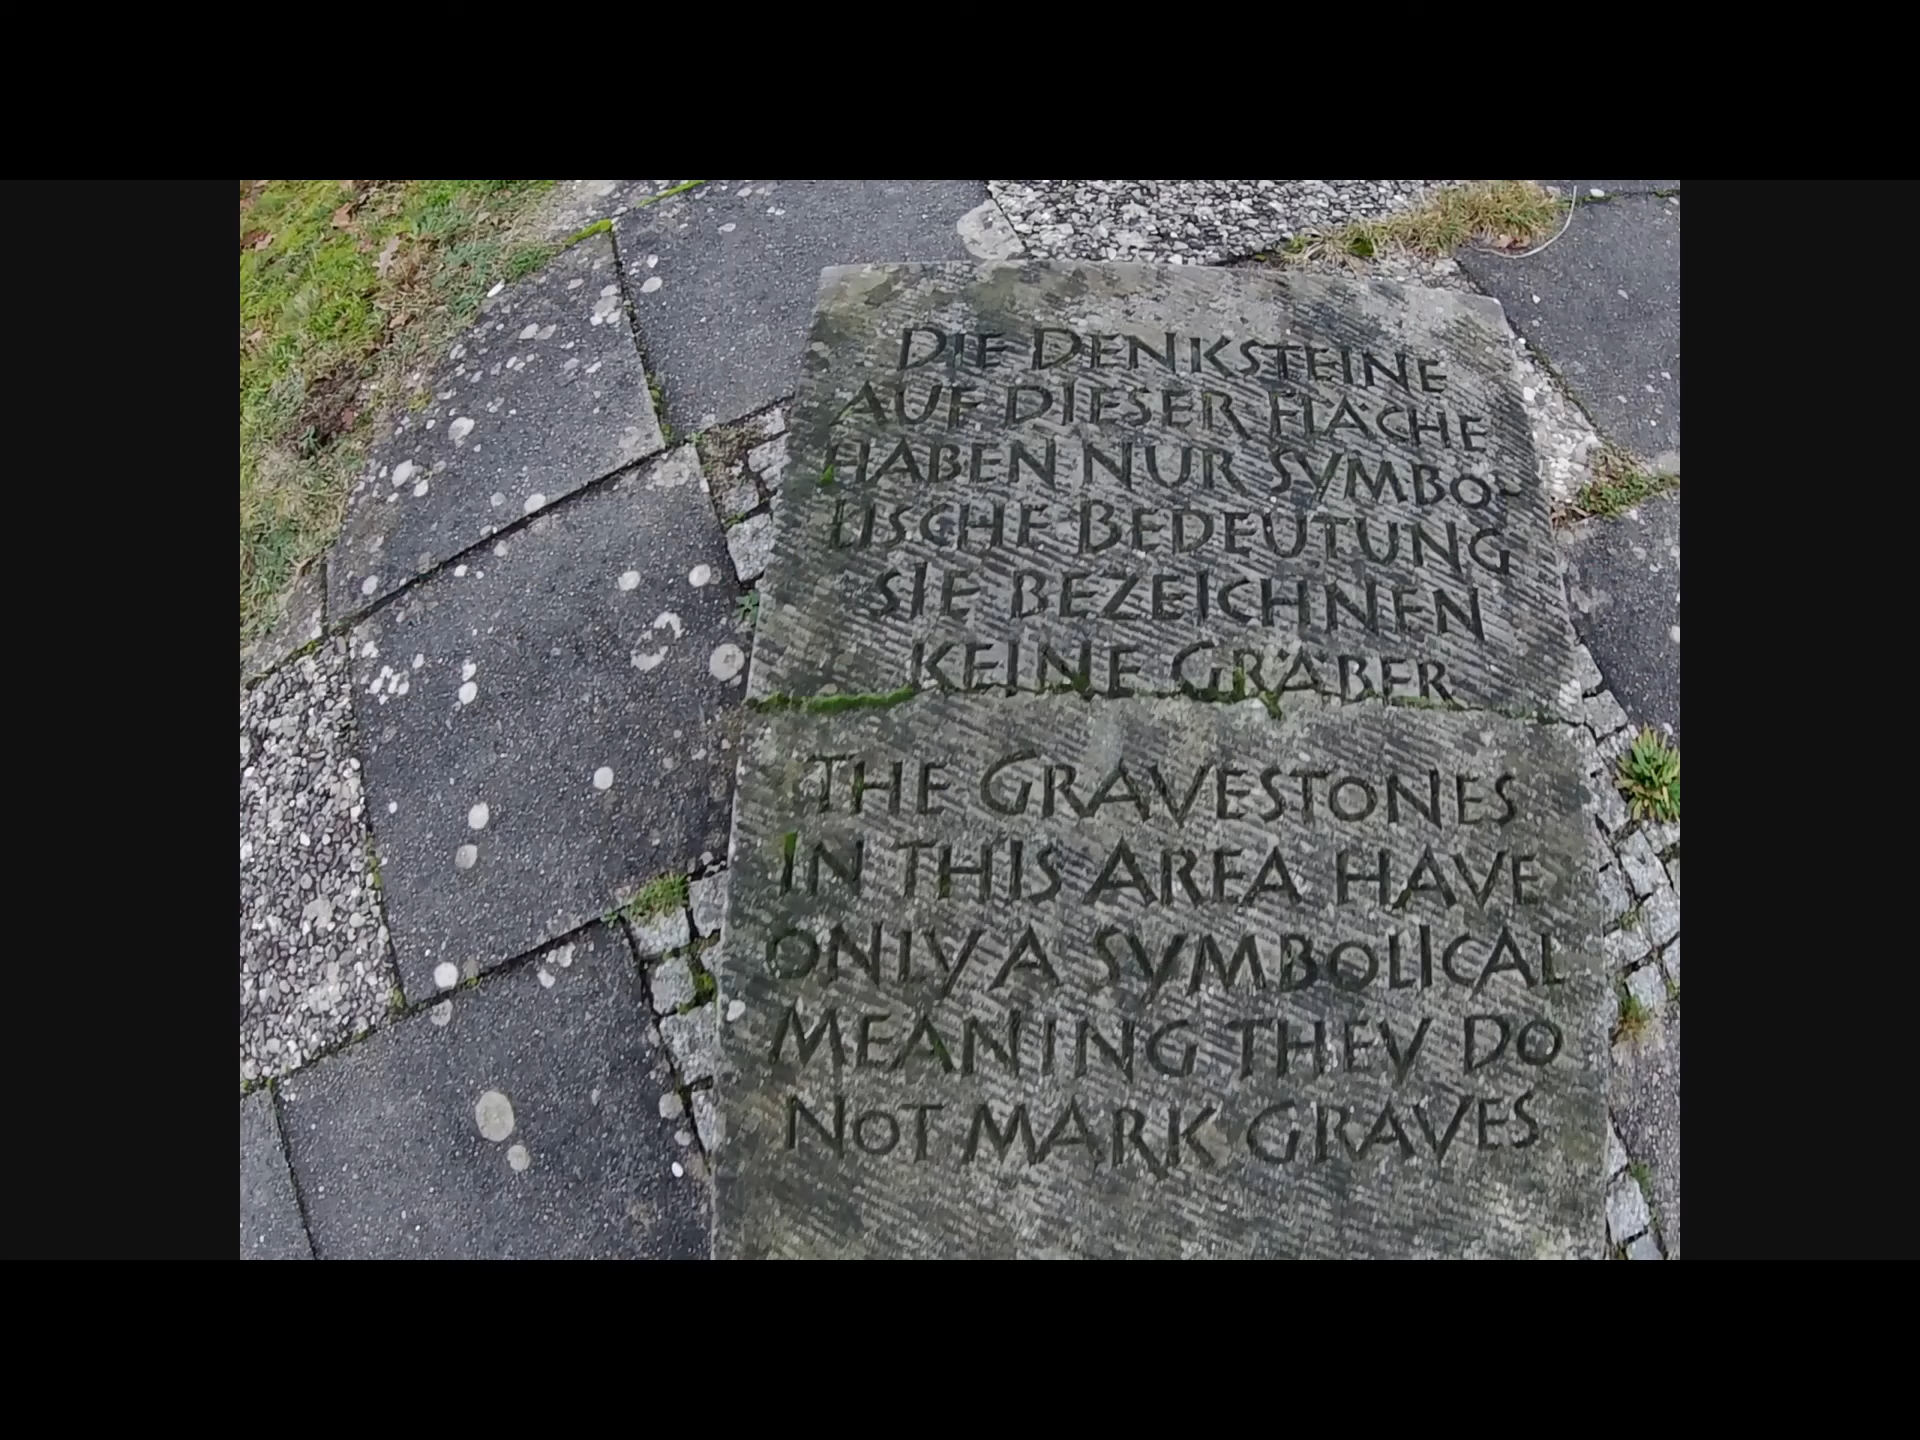 DIE DENKSTEINE
AUF DIESER FLÄCHE
HABEN NUR SYMBO-
LISCHE BEDEUTUNG
SIE BEZEICHNEN
KEINE GRÄBER
THE GRAVESTONES
IN THIS AREA HAVE
ONLY A SYMBOLICAL
MEANING THEY DO
NOT MARK GRAVES